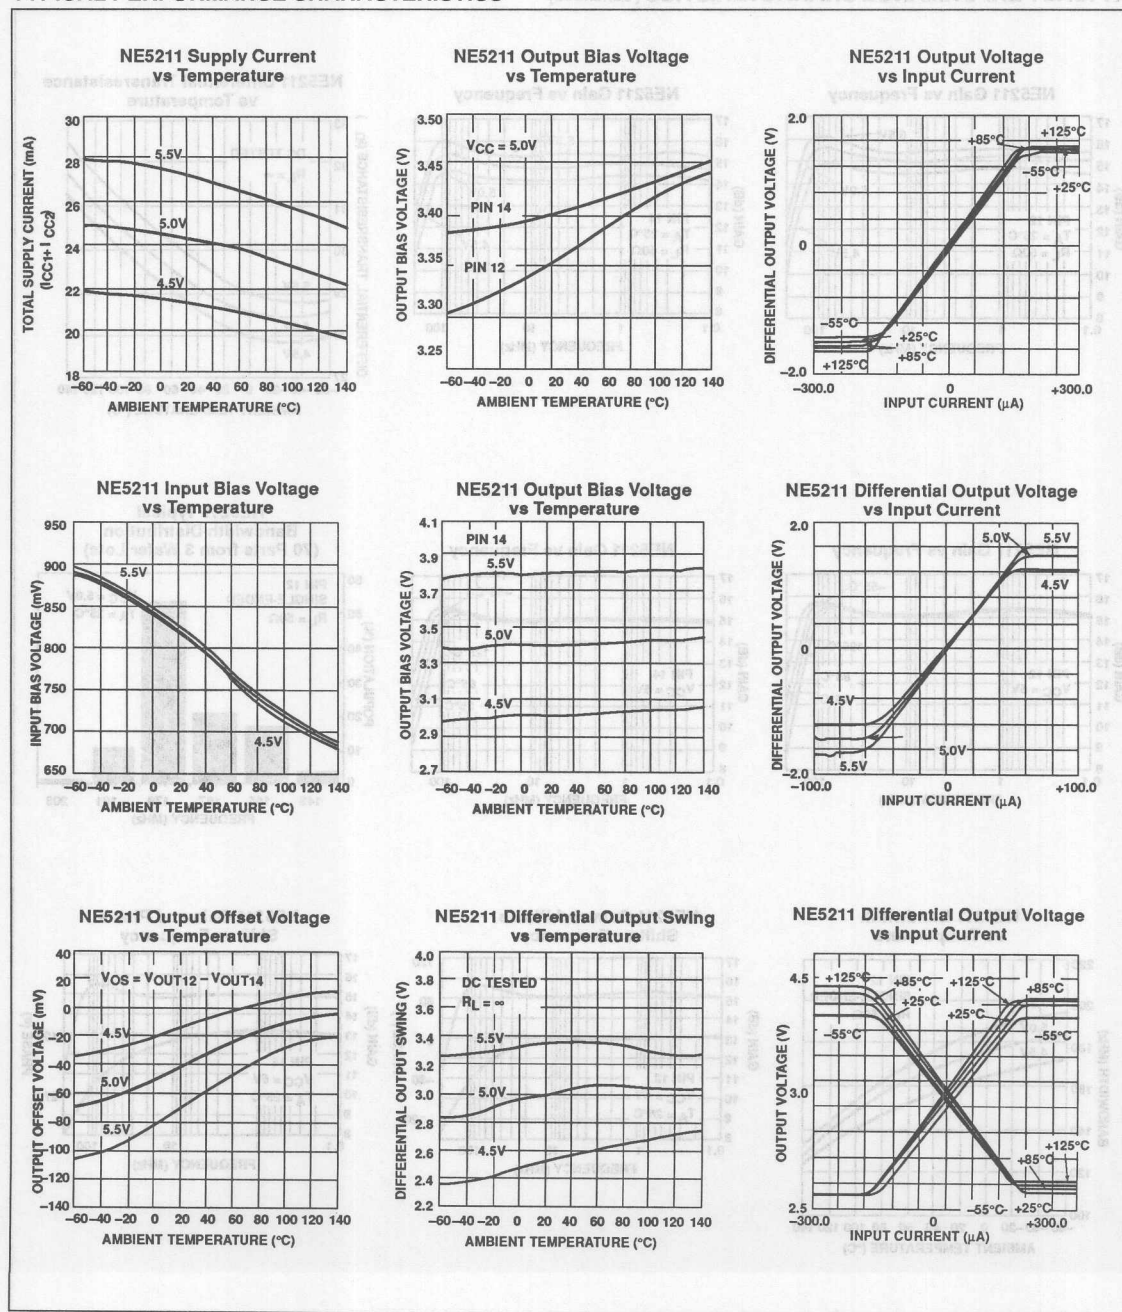 NE5211 Supply Current
vs Temperature
30
28
26
24
22
20
18
TOTAL SUPPLY CURRENT (mA)
(ICC1+ ICC2)
5.5V
5.0V
4.5V
–60–40–20 0 20 40 60 80 100 120 140
AMBIENT TEMPERATURE (°C)
NE5211 Output Bias Voltage
vs Temperature
3.50
3.45
3.40
3.35
3.30
3.25
OUTPUT BIAS VOLTAGE (V)
VCC = 5.0V
PIN 14
PIN 12
–60–40–20 0 20 40 60 80 100 120 140
AMBIENT TEMPERATURE (°C)
NE5211 Output Voltage
vs Input Current
2.0
0
–2.0
DIFFERENTIAL OUTPUT VOLTAGE (V)
+125°C
+85°C
–55°C
+25°C
–55°C
+25°C
+85°C
+125°C
–300.0 0 +300.0
INPUT CURRENT (μA)
NE5211 Input Bias Voltage
vs Temperature
950
900
850
800
750
700
650
INPUT BIAS VOLTAGE (mV)
5.5V
4.5V
–60–40–20 0 20 40 60 80 100 120 140
AMBIENT TEMPERATURE (°C)
NE5211 Output Bias Voltage
vs Temperature
4.1
3.9
3.7
3.5
3.3
3.1
2.9
2.7
OUTPUT BIAS VOLTAGE (V)
PIN 14
5.5V
5.0V
4.5V
–60–40–20 0 20 40 60 80 100 120 140
AMBIENT TEMPERATURE (°C)
NE5211 Differential Output Voltage
vs Input Current
2.0
0
–2.0
DIFFERENTIAL OUTPUT VOLTAGE (V)
5.0V 5.5V
4.5V
4.5V
5.0V
5.5V
–100.0 0 +100.0
INPUT CURRENT (μA)
NE5211 Output Offset Voltage
vs Temperature
40
20
0
–20
–40
–60
–80
–100
–120
–140
OUTPUT OFFSET VOLTAGE (mV)
VOS = VOUT12 – VOUT14
4.5V
5.0V
5.5V
–60–40–20 0 20 40 60 80 100 120 140
AMBIENT TEMPERATURE (°C)
NE5211 Differential Output Swing
vs Temperature
4.0
3.8
3.6
3.4
3.2
3.0
2.8
2.6
2.4
2.2
DIFFERENTIAL OUTPUT SWING (V)
DC TESTED
RL = ∞
5.5V
5.0V
4.5V
–60–40–20 0 20 40 60 80 100 120 140
AMBIENT TEMPERATURE (°C)
NE5211 Differential Output Voltage
vs Input Current
4.5
3.0
2.5
OUTPUT VOLTAGE (V)
+125°C +125°C
+85°C +85°C
+25°C +25°C
–55°C –55°C
+125°C
+85°C
–55°C +25°C
–300.0 0 +300.0
INPUT CURRENT (μA)